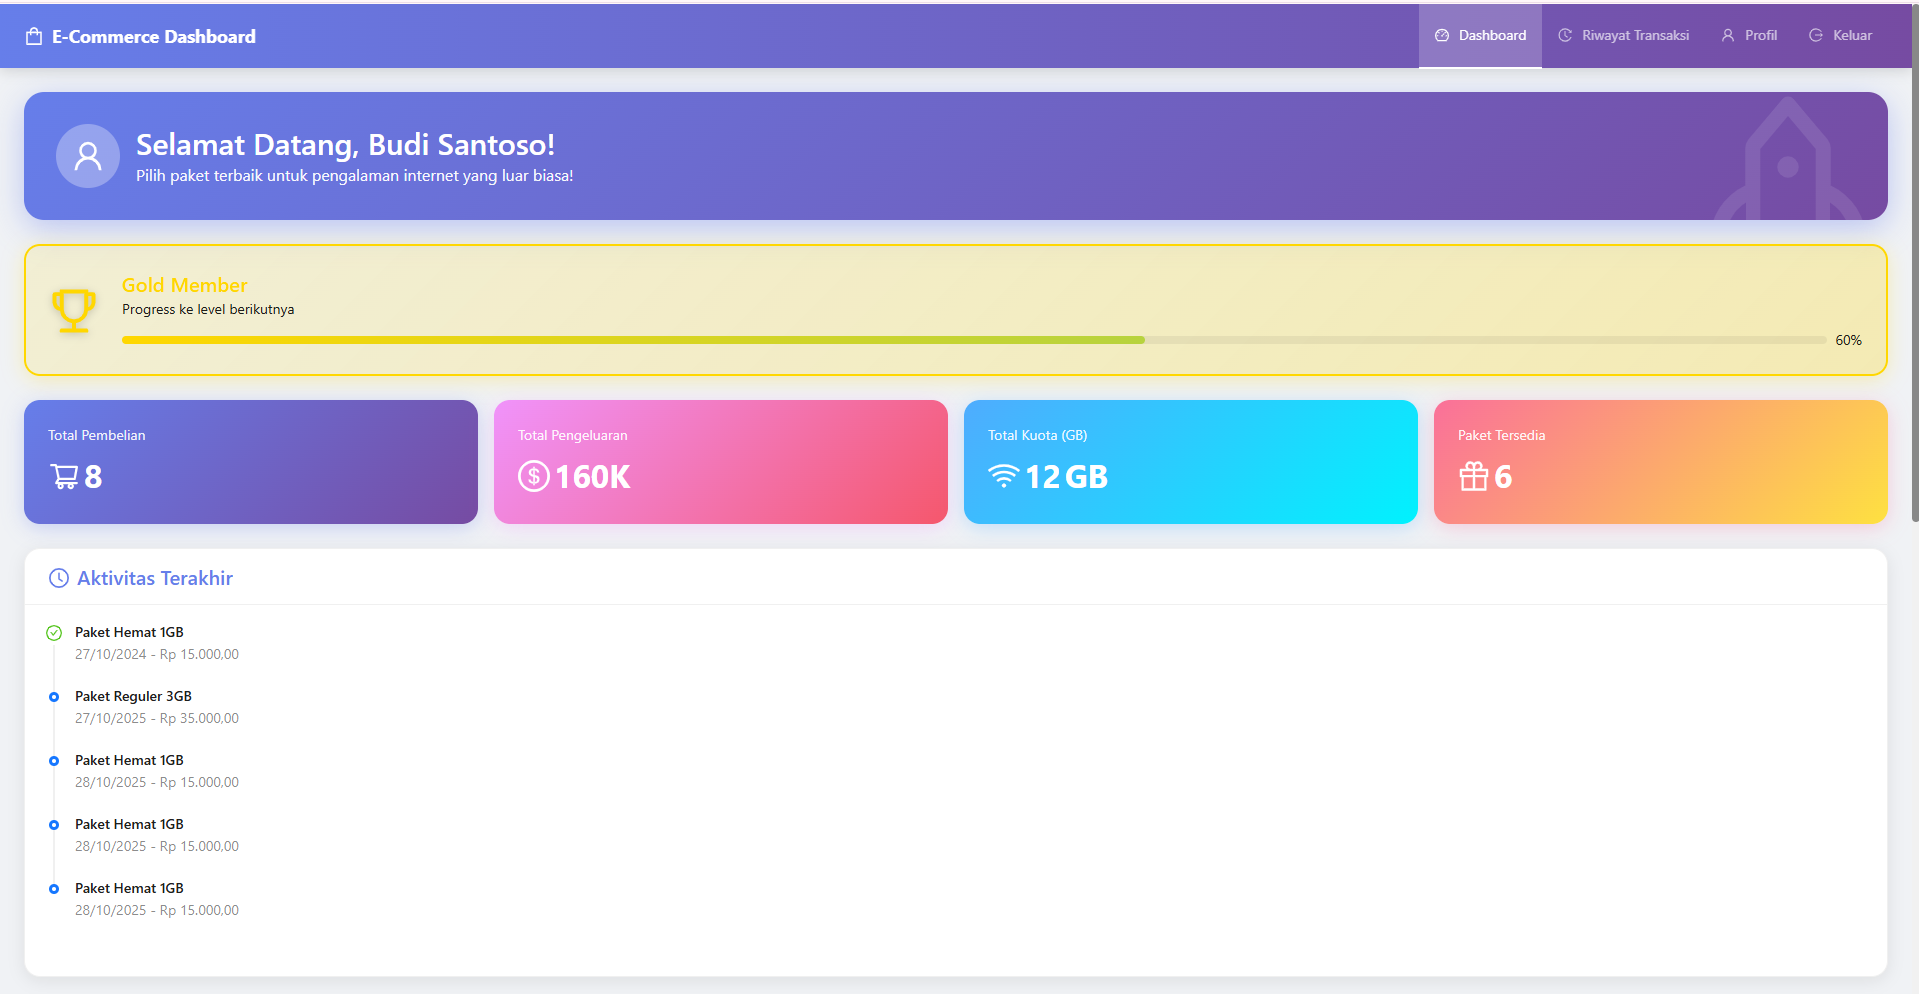 E-Commerce Dashboard
Dashboard
Riwayat Transaksi
Profil
Keluar
Selamat Datang, Budi Santoso!
Pilih paket terbaik untuk pengalaman internet yang luar biasa!
Gold Member
Progress ke level berikutnya
60%
Total Pembelian
8
Total Pengeluaran
160K
Total Kuota (GB)
12 GB
Paket Tersedia
6
Aktivitas Terakhir
Paket Hemat 1GB
27/10/2024 - Rp 15.000,00
Paket Reguler 3GB
27/10/2025 - Rp 35.000,00
Paket Hemat 1GB
28/10/2025 - Rp 15.000,00
Paket Hemat 1GB
28/10/2025 - Rp 15.000,00
Paket Hemat 1GB
28/10/2025 - Rp 15.000,00